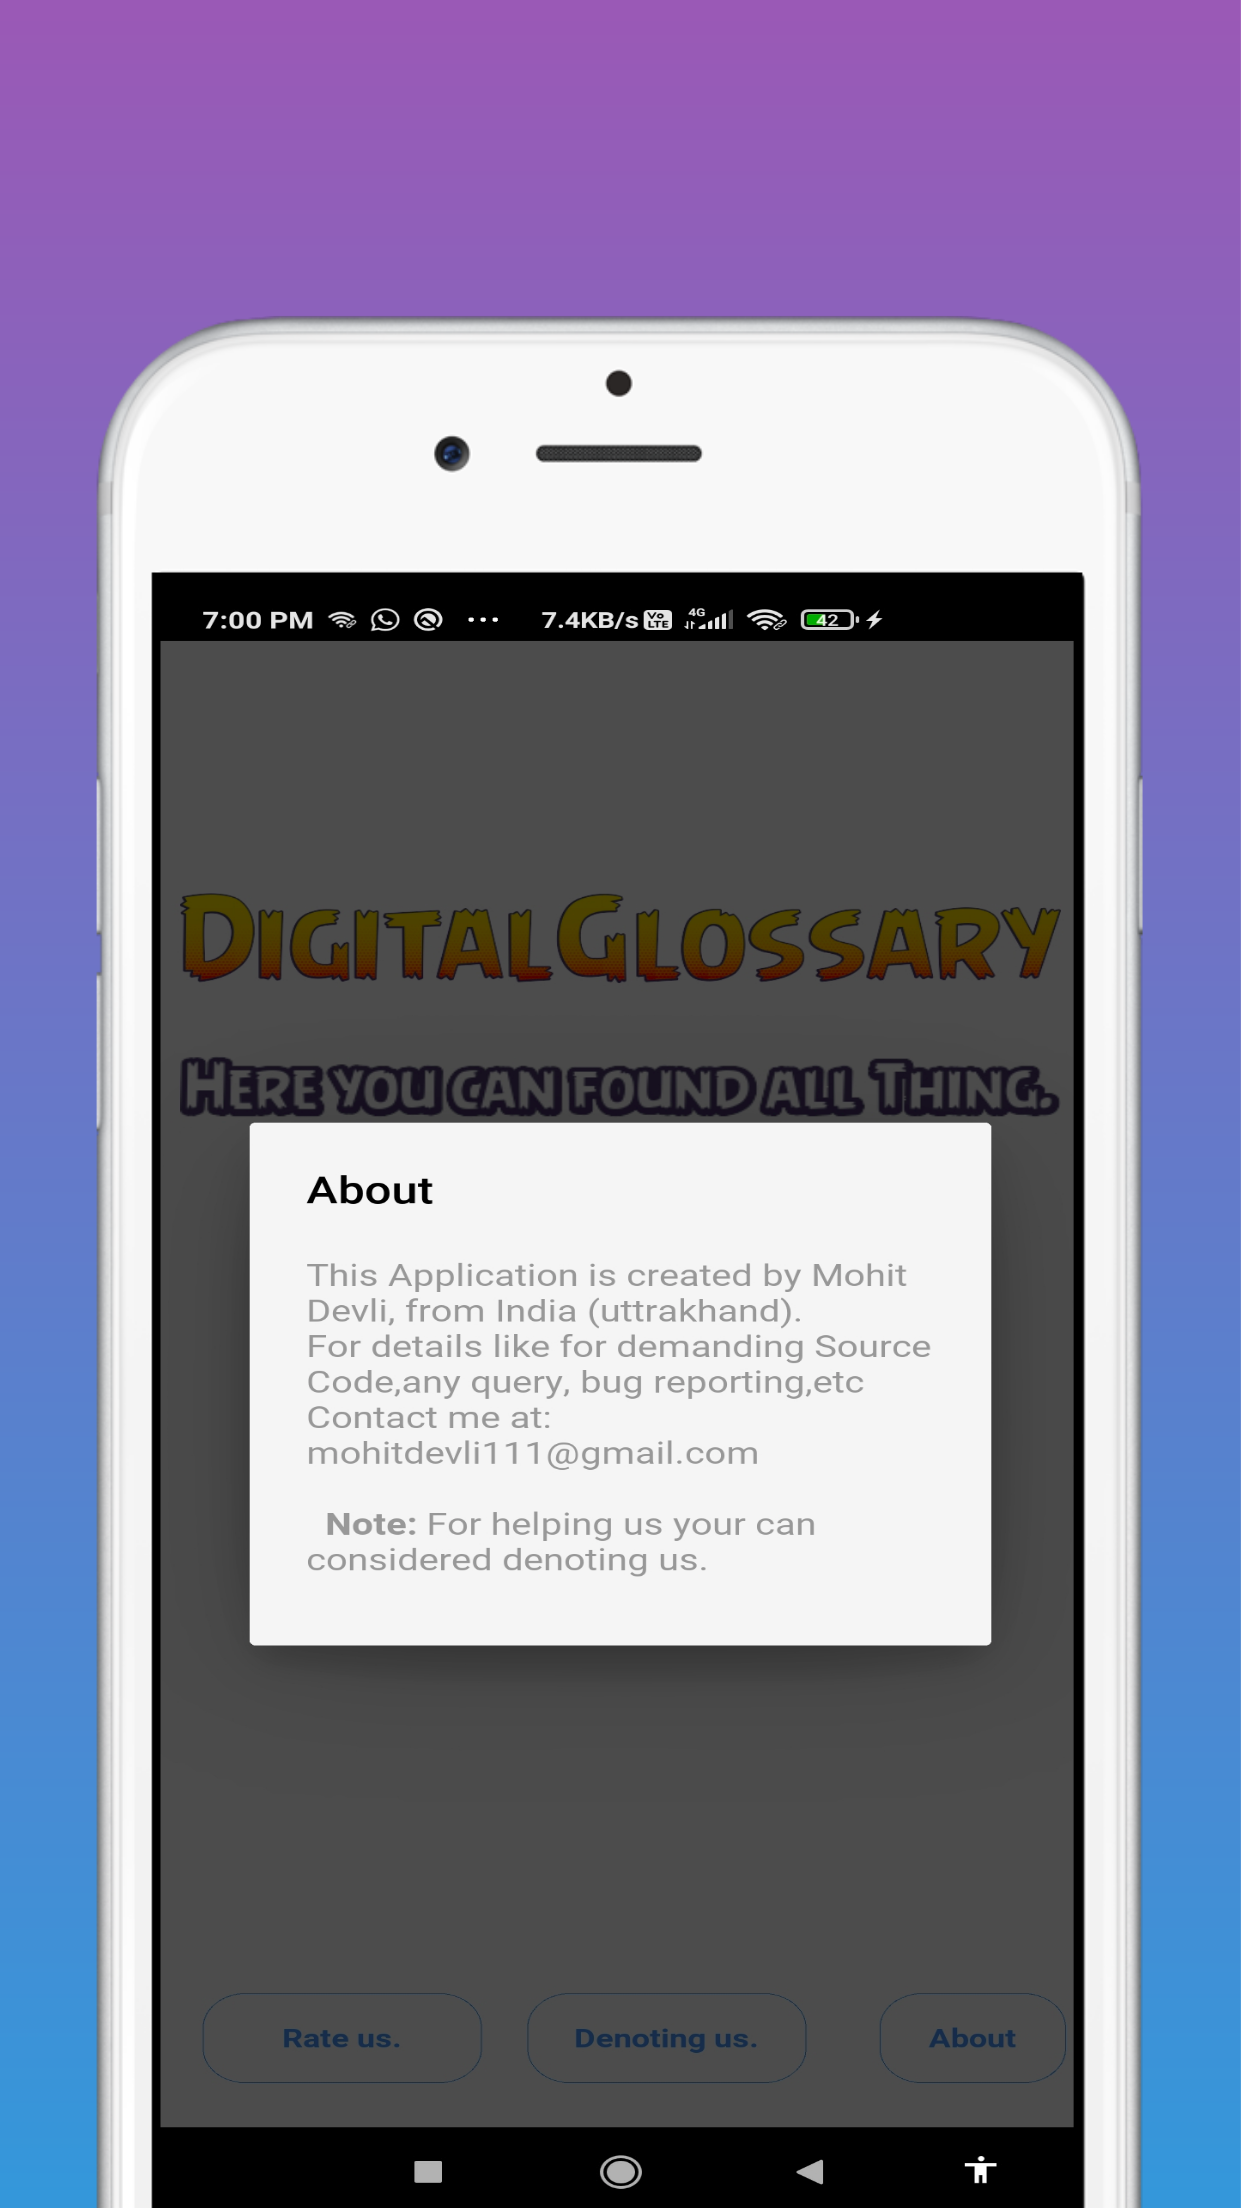 7:00 PM 7.4KB/s Vo LTE 4G 42
DIGITALGLOSSARY
HERE YOU CAN FOUND ALL THING.
About
This Application is created by Mohit
Devli, from India (uttrakhand).
For details like for demanding Source
Code,any query, bug reporting,etc
Contact me at:
mohitdevli111@gmail.com
Note: For helping us your can
considered denoting us.
Rate us. Denoting us. About